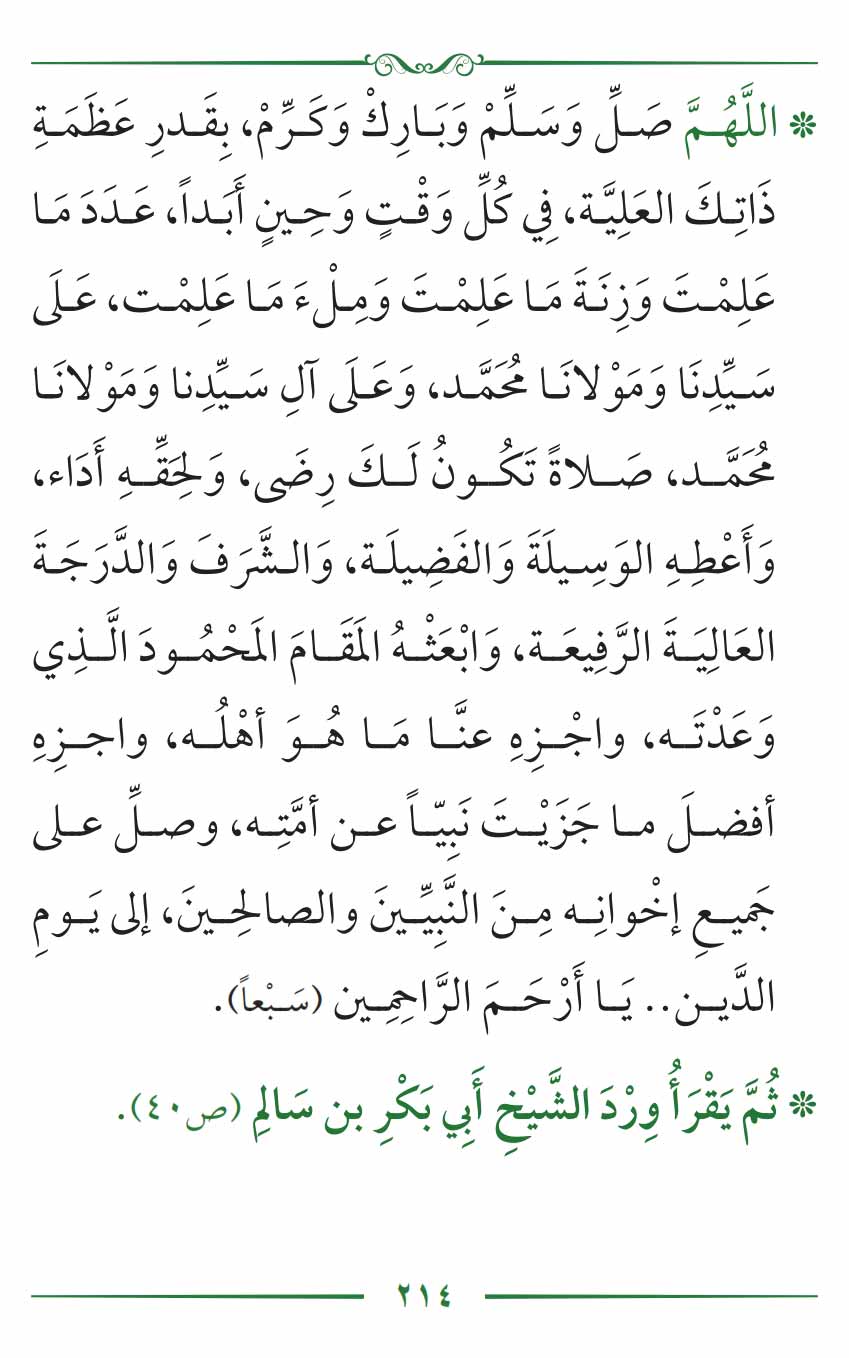 ❊ اللَّهُمَّ صَلِّ وَسَلِّمْ وَبَارِكْ وَكَرِّمْ، بِقَدرِ عَظَمَةِ
ذَاتِكَ العَلِيَّة، فِي كُلِّ وَقْتٍ وَحِينٍ أَبَداً، عَدَدَ مَا
عَلِمْتَ وَزِنَةَ مَا عَلِمْتَ وَمِلْءَ مَا عَلِمْت، عَلَى
سَيِّدِنَا وَمَوْلانَا مُحَمَّد، وَعَلَى آلِ سَيِّدِنا وَمَوْلانَا
مُحَمَّد، صَلاةً تَكُونُ لَكَ رِضَى، وَلِحَقِّهِ أَدَاء،
وَأَعْطِهِ الوَسِيلَةَ وَالفَضِيلَة، وَالشَّرَفَ وَالدَّرَجَةَ
العَالِيَةَ الرَّفِيعَة، وَابْعَثْهُ المَقَامَ المَحْمُودَ الَّذِي
وَعَدْتَه، واجْزِهِ عنَّا مَا هُوَ أهْلُه، واجزِهِ
أفضلَ ما جَزَيْتَ نَبِيّاً عن أمَّتِه، وصلِّ على
جَميعِ إخْوانِه مِنَ النَّبِيِّينَ والصالِحِينَ، إلى يَومِ
الدَّين.. يَا أَرْحَمَ الرَّاحِمِين (سَبْعاً).
❊ ثُمَّ يَقْرَأُ وِرْدَ الشَّيْخِ أَبِي بَكْرِ بن سَالِمِ (ص٤٠).
٢١٤